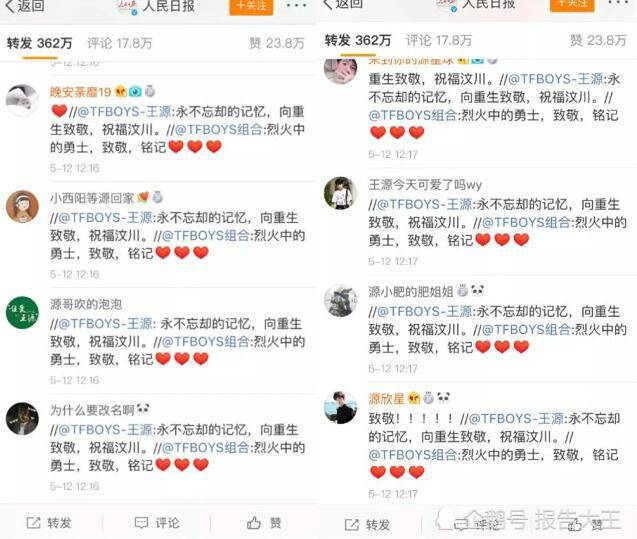 返回
人民日报
+关注
转发 362万
评论 17.8万
赞 23.8万
5-12 12:16
晚安荼靡19
//@TFBOYS-王源:永不忘却的记忆，向重
生致敬，祝福汶川。//@TFBOYS组合:烈火中
的勇士，致敬，铭记
5-12 12:16
小西阳等源回家
//@TFBOYS-王源:永不忘却的记忆，向重生
致敬，祝福汶川。//@TFBOYS组合:烈火中的
勇士，致敬，铭记
5-12 12:16
源哥吹的泡泡
//@TFBOYS-王源: 永不忘却的记忆，向重生
致敬，祝福汶川。//@TFBOYS组合:烈火中的
勇士，致敬，铭记
5-12 12:16
为什么要改名啊
//@TFBOYS-王源:永不忘却的记忆，向重生
致敬，祝福汶川。//@TFBOYS组合:烈火中的
勇士，致敬，铭记
5-12 12:16
转发
评论
赞
返回
人民日报
+关注
转发 362万
评论 17.8万
赞 23.8万
来到你的源星球
重生致敬，祝福汶川。//@TFBOYS-王源:永
不忘却的记忆，向重生致敬，祝福汶川。//
@TFBOYS组合:烈火中的勇士，致敬，铭记
5-12 12:17
王源今天可爱了吗wy
//@TFBOYS-王源:永不忘却的记忆，向重生
致敬，祝福汶川。//@TFBOYS组合:烈火中的
勇士，致敬，铭记
5-12 12:17
源小肥的肥姐姐
//@TFBOYS-王源:永不忘却的记忆，向重生
致敬，祝福汶川。//@TFBOYS组合:烈火中的
勇士，致敬，铭记
5-12 12:17
源欣星
致敬！！！！！//@TFBOYS-王源:永不忘却
的记忆，向重生致敬，祝福汶川。//
@TFBOYS组合:烈火中的勇士，致敬，铭记
5-12 12:17
转发
评论
赞
企鹅号 报告大王